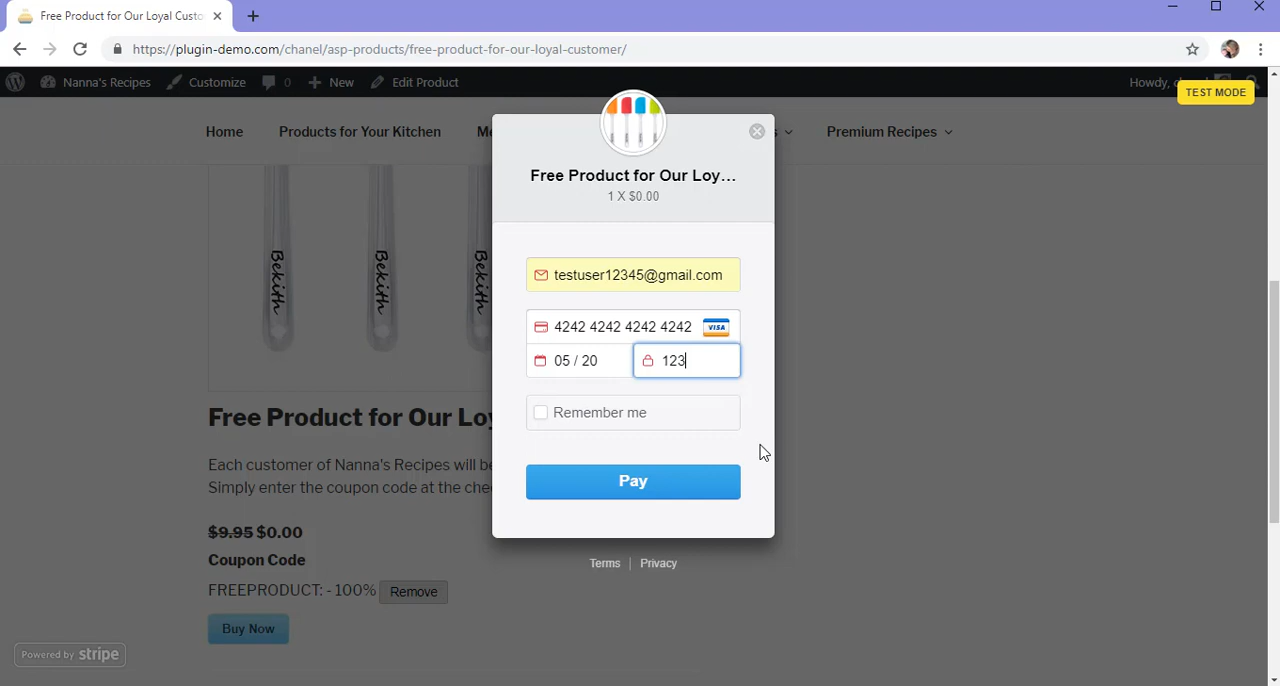 Free Product for Our Loyal Custo
https://plugin-demo.com/chanel/asp-products/free-product-for-our-loyal-customer/
Nanna's Recipes Customize 0 New Edit Product Howdy,
TEST MODE
Home Products for Your Kitchen Premium Recipes
Free Product for Our Loy...
1 X $0.00
Bekith Bekith Bekith
testuser12345@gmail.com
4242 4242 4242 4242 VISA
05 / 20 123
Remember me
Pay
Terms | Privacy
Free Product for Our Loy
Each customer of Nanna's Recipes will be
Simply enter the coupon code at the che
$9.95 $0.00
Coupon Code
FREEPRODUCT: - 100% Remove
Buy Now
Powered by stripe